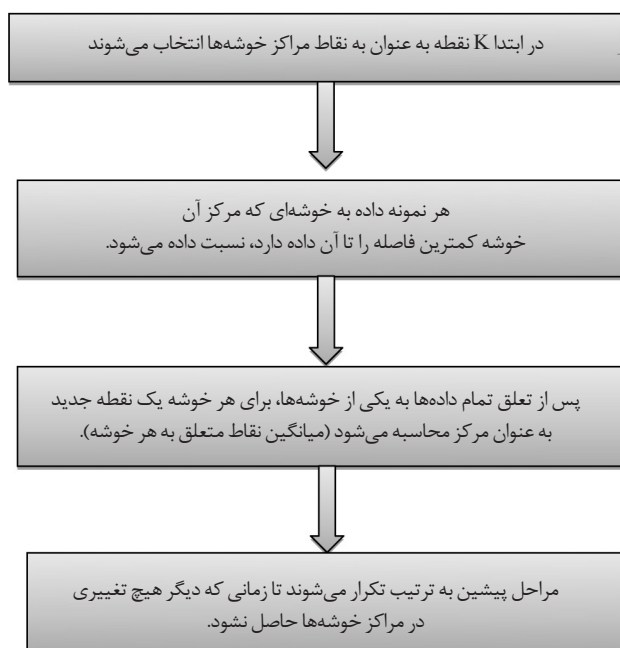 در ابتدا K نقطه به عنوان به نقاط مراکز خوشه‌ها انتخاب می‌شوند
هر نمونه داده به خوشه‌ای که مرکز آن
خوشه کمترین فاصله را تا آن داده دارد، نسبت داده می‌شود.
پس از تعلق تمام داده‌ها به یکی از خوشه‌ها، برای هر خوشه یک نقطه جدید
به عنوان مرکز محاسبه می‌شود (میانگین نقاط متعلق به هر خوشه).
مراحل پیشین به ترتیب تکرار می‌شوند تا زمانی که دیگر هیچ تغییری
در مراکز خوشه‌ها حاصل نشود.